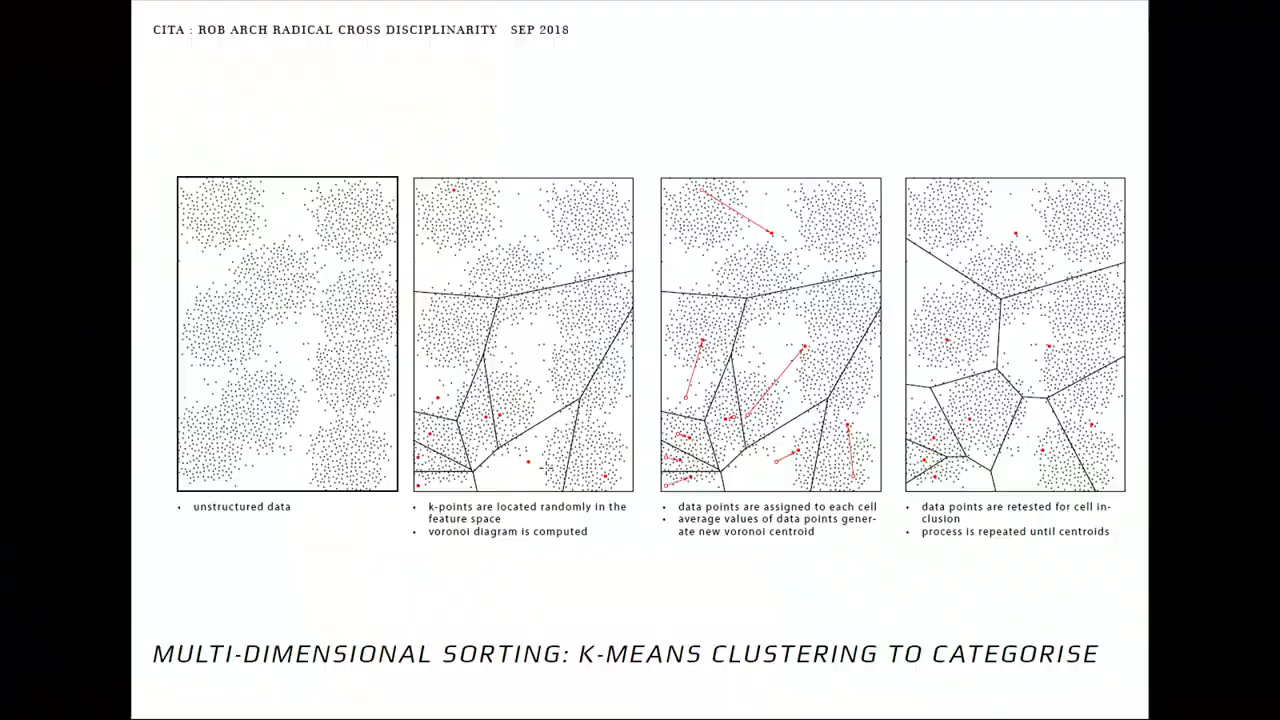 CITA : ROB ARCH RADICAL CROSS DISCIPLINARITY SEP 2018
• unstructured data
• k-points are located randomly in the
feature space
• voronoi diagram is computed
• data points are assigned to each cell
• average values of data points gener-
ate new voronoi centroid
• data points are retested for cell in-
clusion
• process is repeated until centroids
MULTI-DIMENSIONAL SORTING: K-MEANS CLUSTERING TO CATEGORISE